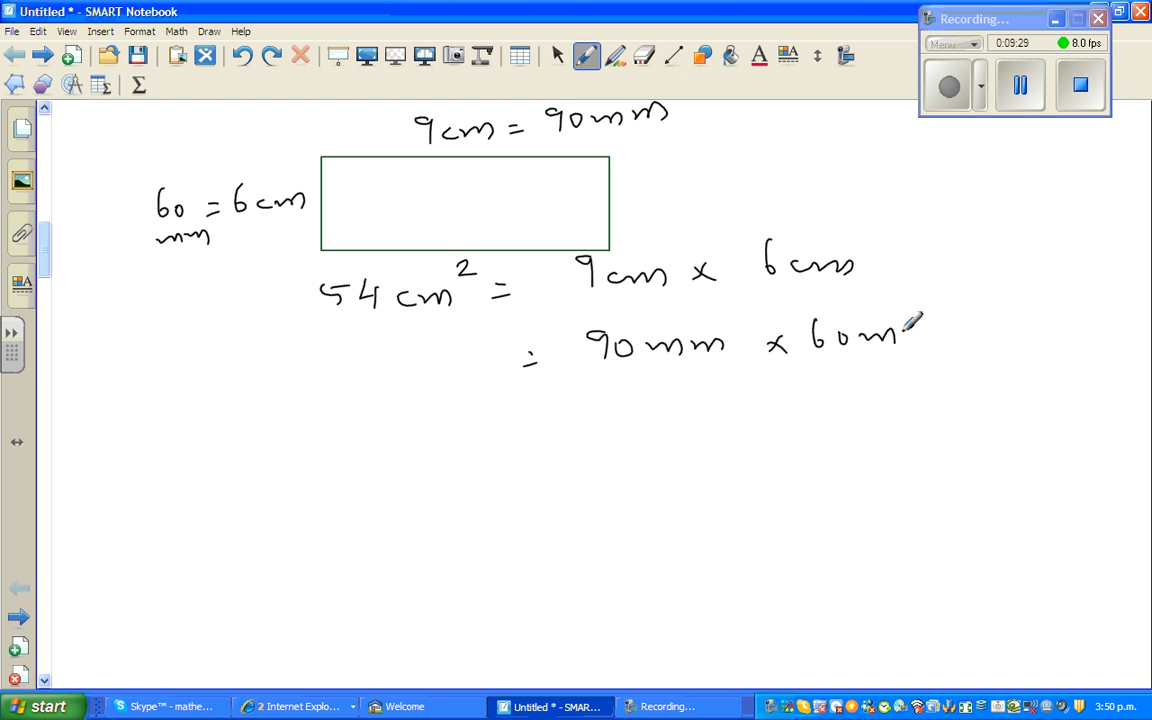 Untitled * - SMART Notebook
Recording...
File Edit View Insert Format Math Draw Help
Menu 0:09:29 8.0 fps
9cm = 90mm
60 = 6cm
mm
54 cm² = 9cm x 6cm
= 90mm x 60m
start Skype™ - mathe... 2 Internet Explo... Welcome Untitled * - SMAR... Recording... 3:50 p.m.